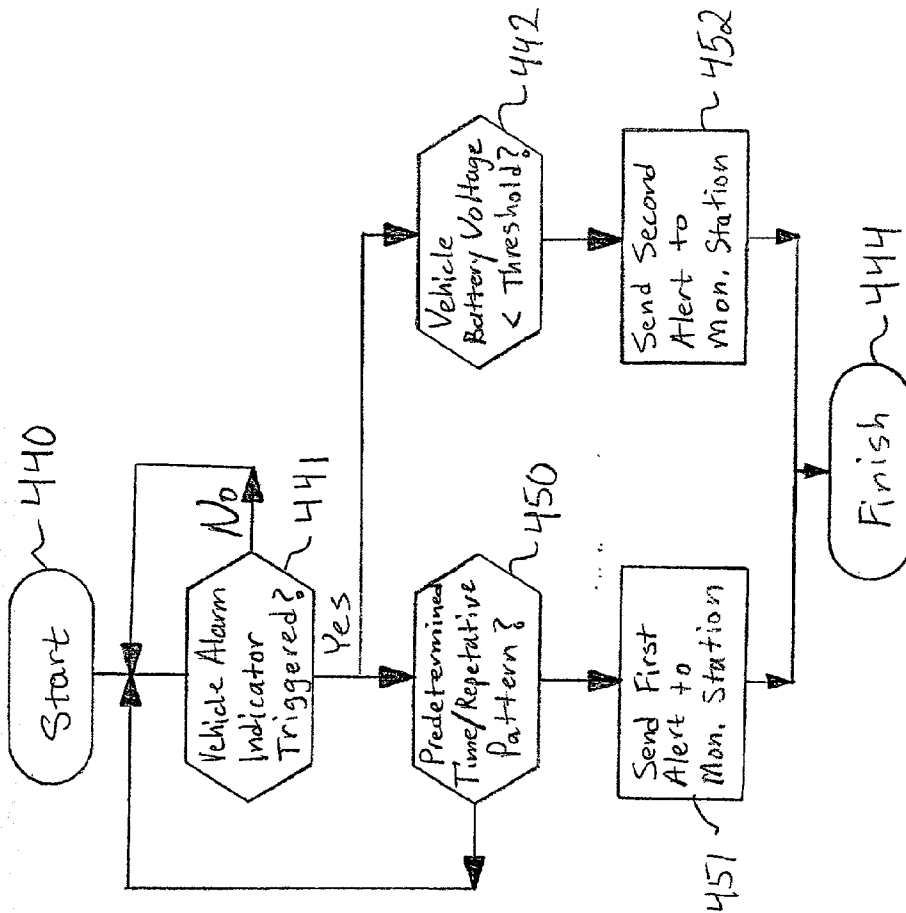 Start
440
Vehicle Alarm
Indicator
Triggered?
441
No
Yes
Predetermined
Time/Repetative
Pattern?
450
Vehicle
Battery Voltage
< Threshold?
442
Send First
Alert to
Mon. Station
451
Send Second
Alert to
Mon. Station
452
Finish
444